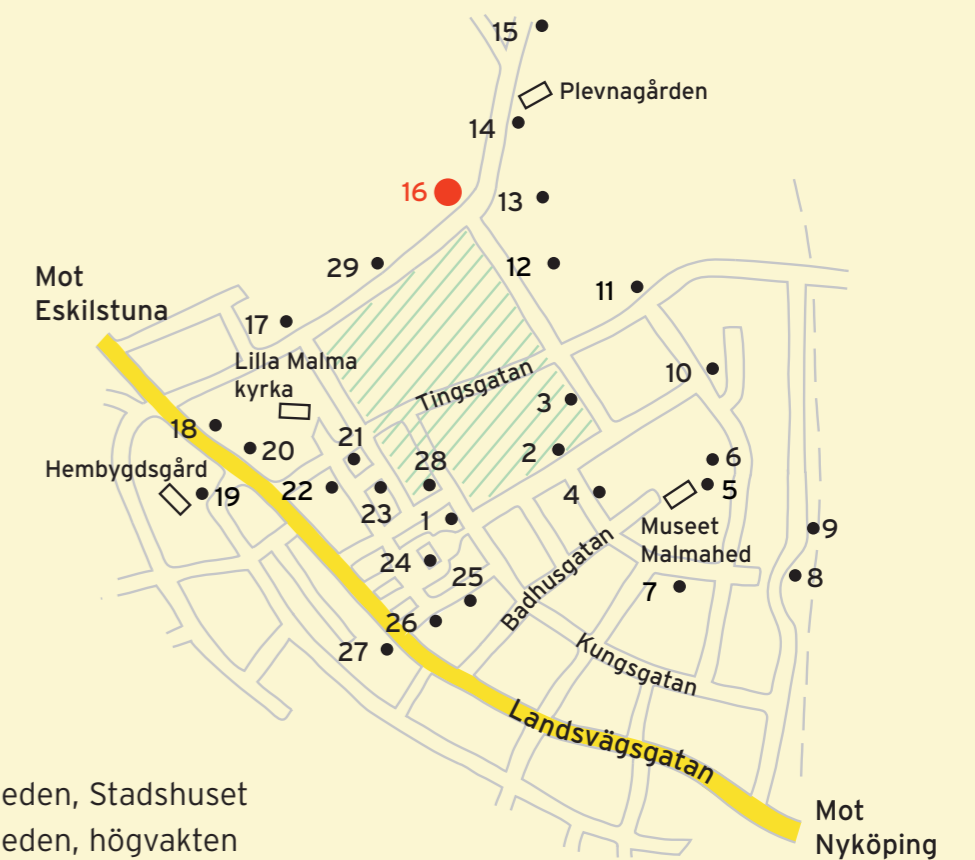 15
Plevnagården
14
16
13
12
29
11
Mot
Eskilstuna
17
Lilla Malma
kyrka
Tingsgatan
10
3
18
21
20
2
28
6
Hembygdsgård
19
22
23
4
5
1
Museet
Malmahed
9
24
Badhusgatan
25
7
8
26
27
Kungsgatan
Landsvägsgatan
eden, Stadshuset
eden, högvakten
Mot
Nyköping